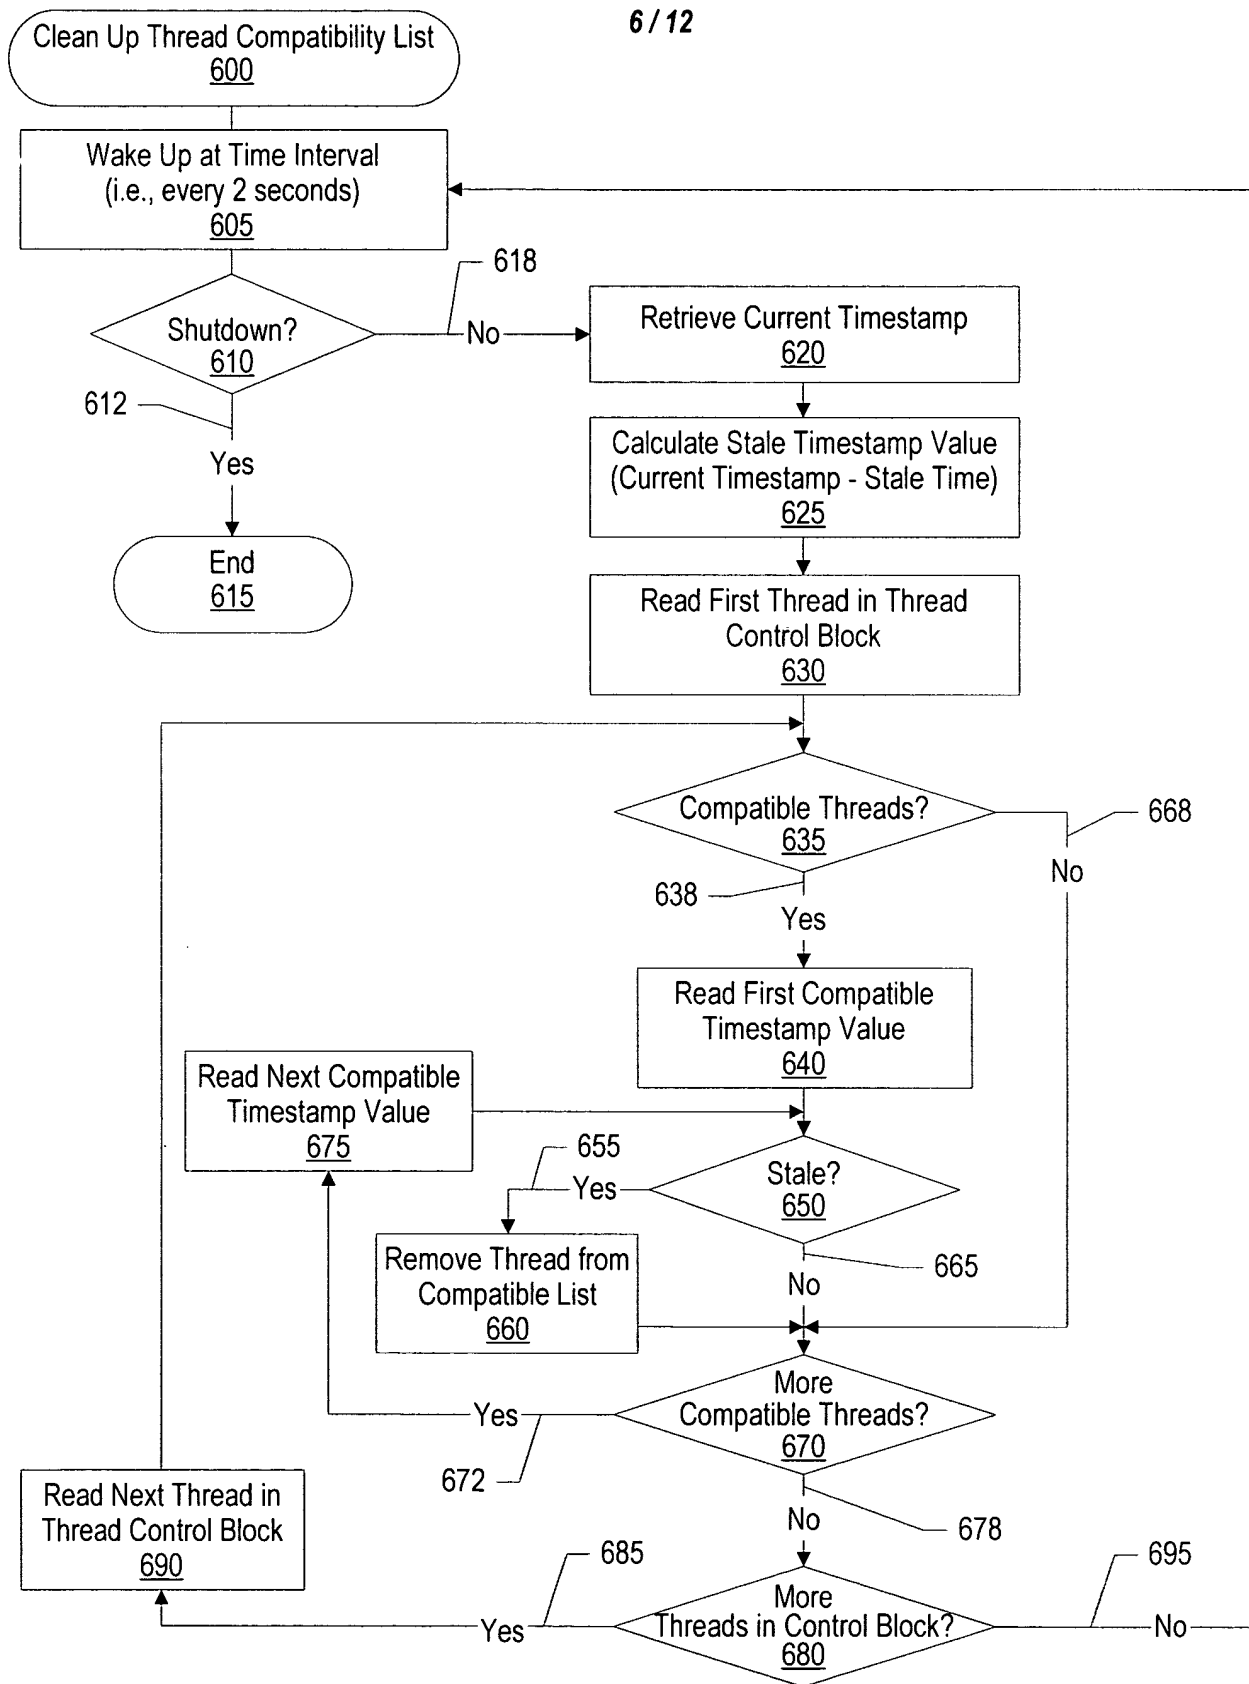 6 / 12
Clean Up Thread Compatibility List
600
Wake Up at Time Interval
(i.e., every 2 seconds)
605
618
Shutdown?
610
No
Retrieve Current Timestamp
620
612
Yes
Calculate Stale Timestamp Value
(Current Timestamp - Stale Time)
625
End
615
Read First Thread in Thread
Control Block
630
Compatible Threads?
635
668
No
638
Yes
Read First Compatible
Timestamp Value
640
Read Next Compatible
Timestamp Value
675
655
Yes
Stale?
650
665
No
Remove Thread from
Compatible List
660
More
Compatible Threads?
670
Yes
672
678
No
Read Next Thread in
Thread Control Block
690
685
695
More
Threads in Control Block?
680
Yes
No